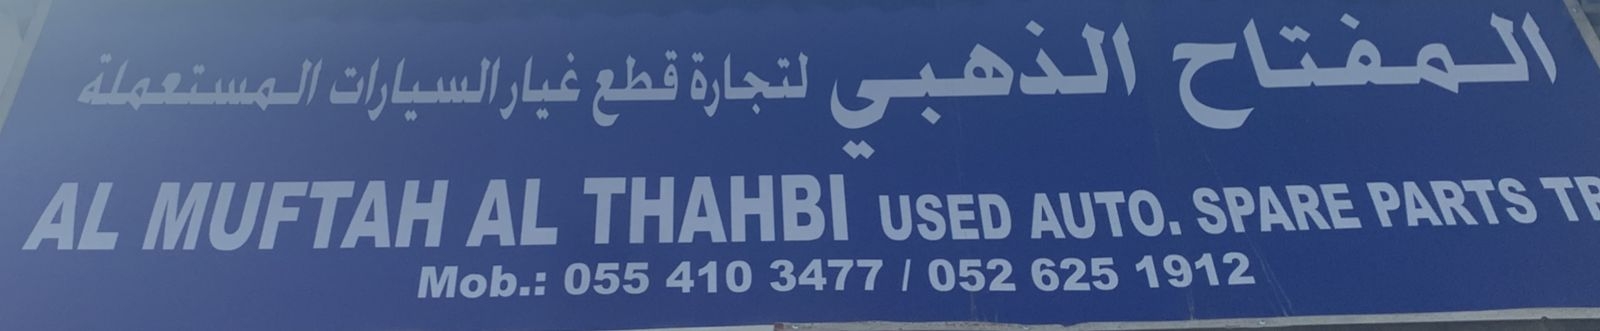 المفتاح الذهبي لتجارة قطع غيار السيارات المستعملة
AL MUFTAH AL THAHBI USED AUTO. SPARE PARTS TR
Mob.: 055 410 3477 / 052 625 1912